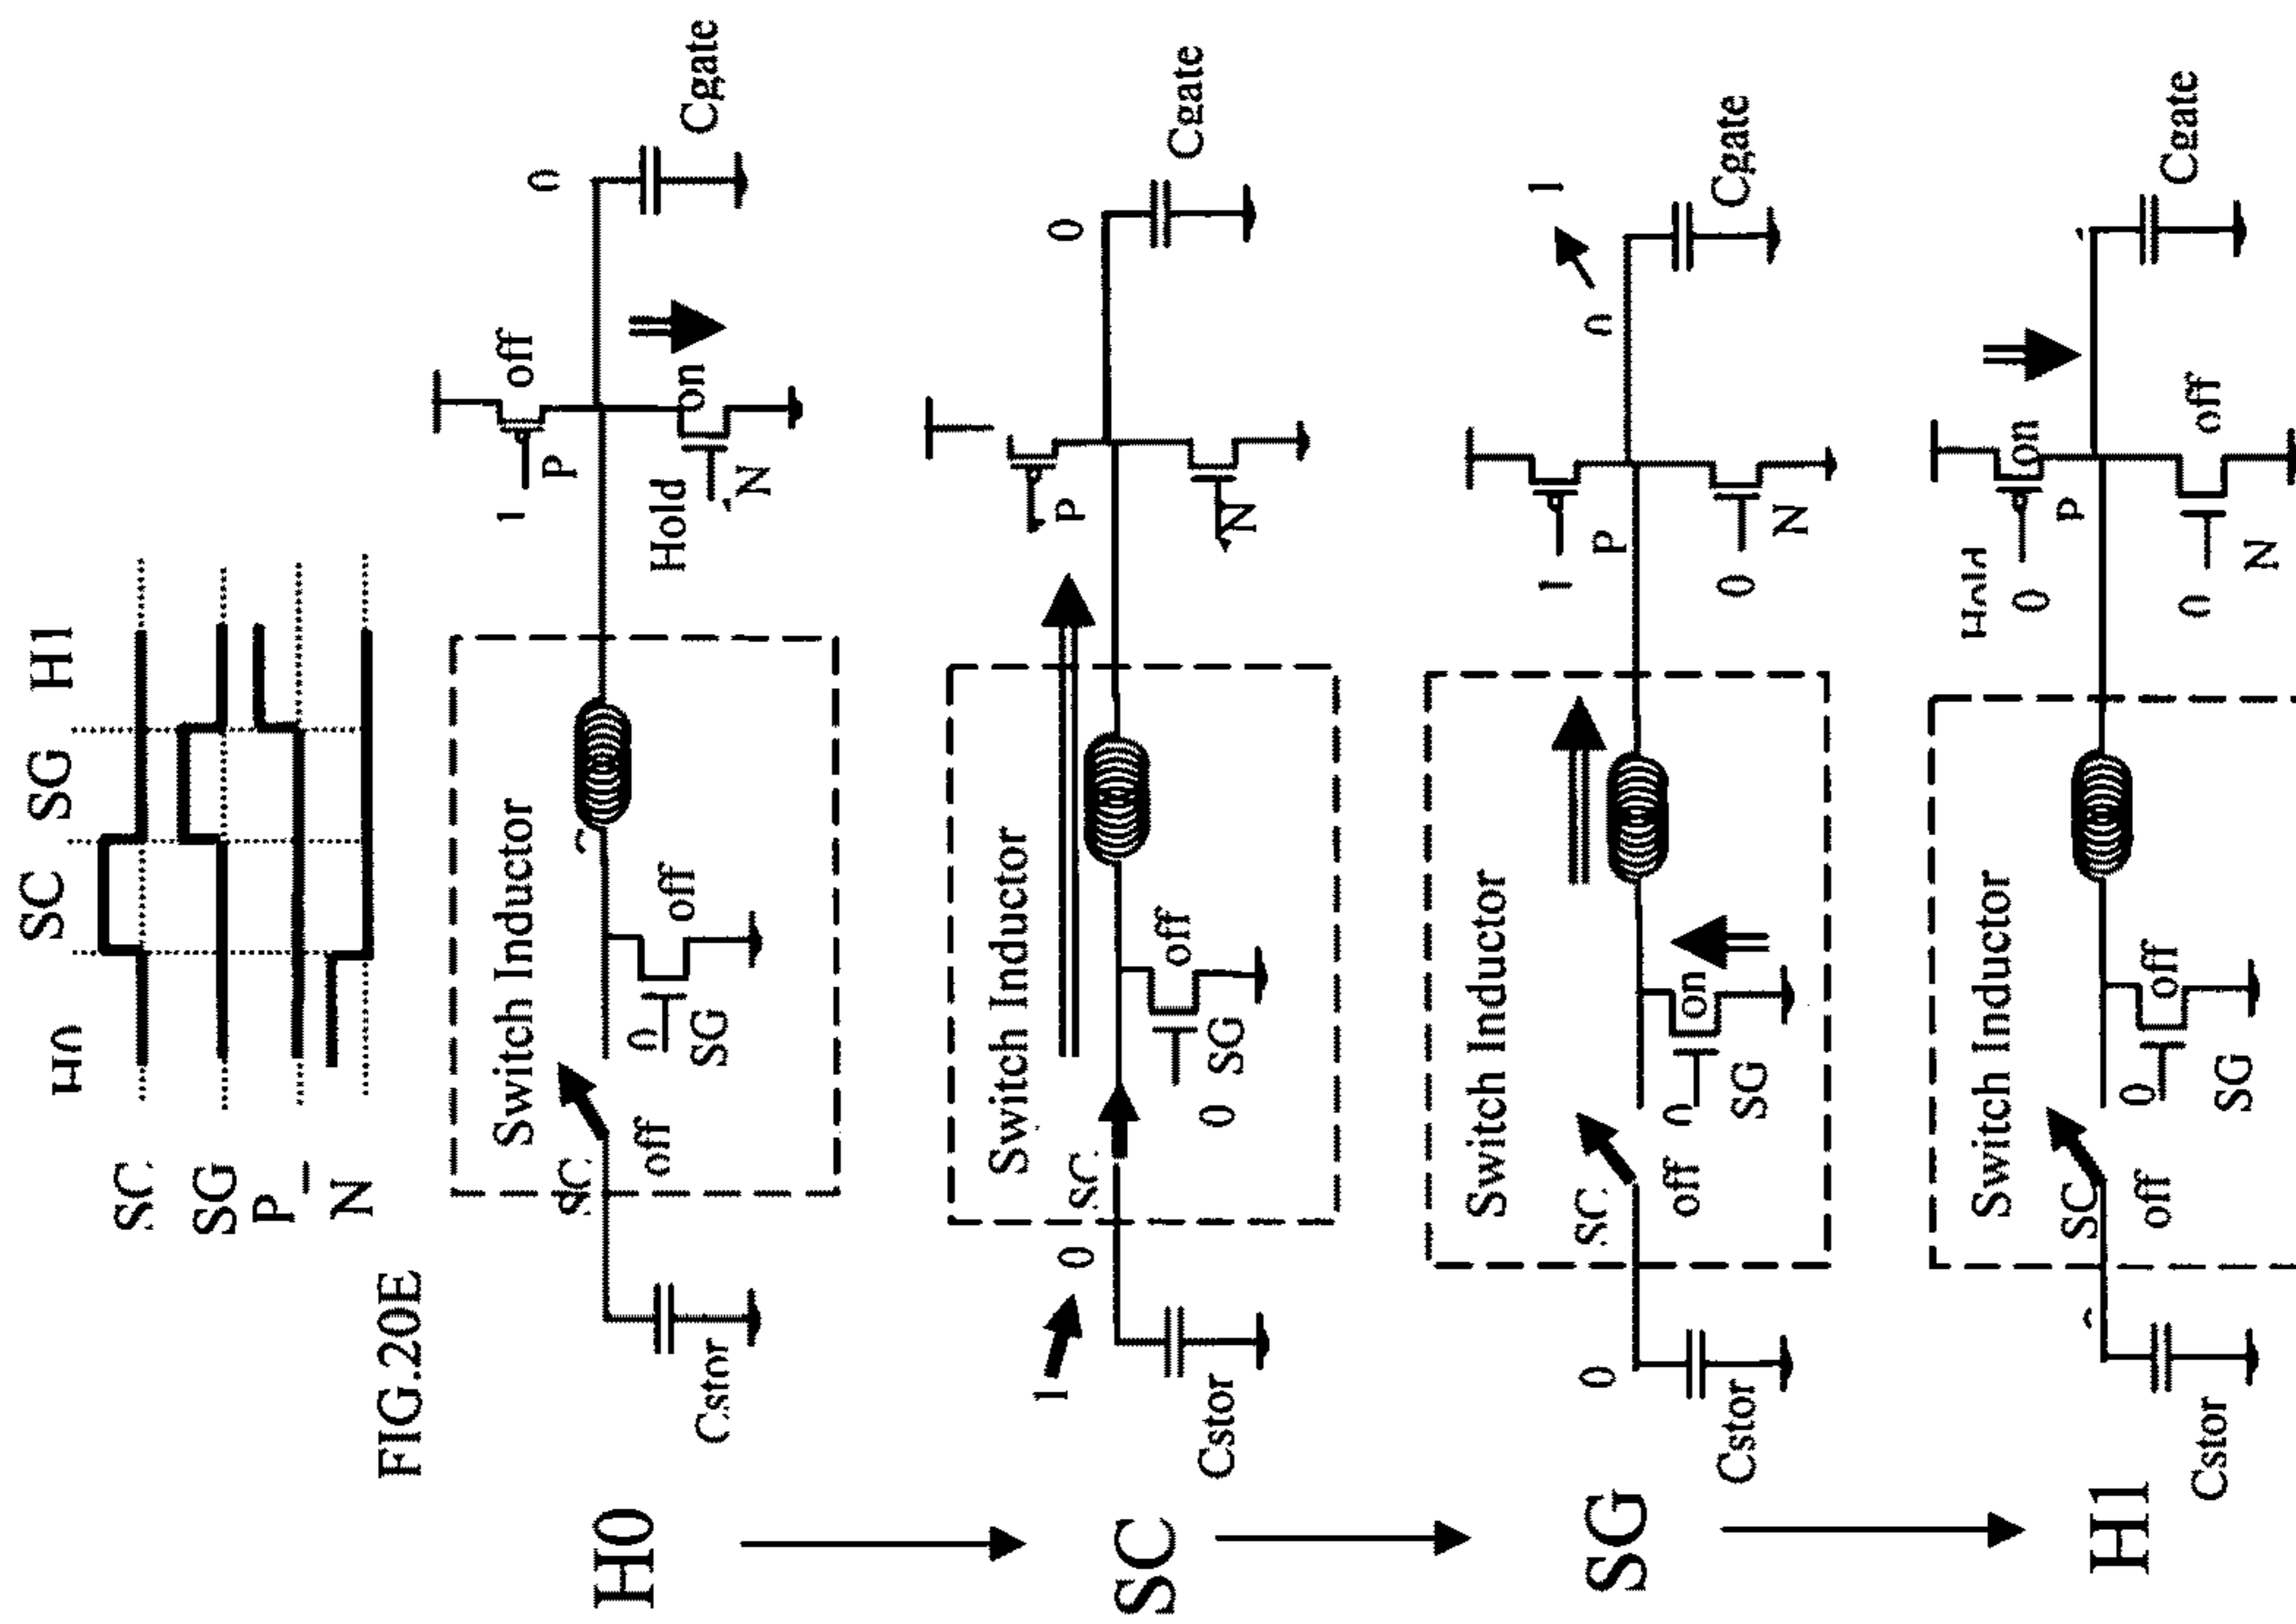 H0 SC SG H1
SC
SG
P_
N
FIG.20E
H0
Switch Inductor
SC
off
0
SG
off
Cstor
1
P
off
Hold
on
N
0
Cgate
SC
Switch Inductor
1
0
SC
0
SG
off
Cstor
P
N
0
Cgate
SG
Switch Inductor
0
SC
off
0
SG
on
Cstor
1
P
0
N
0
1
Cgate
H1
Switch Inductor
SC
off
0
SG
off
Cstor
Hold
0
P
on
0
N
off
Cgate